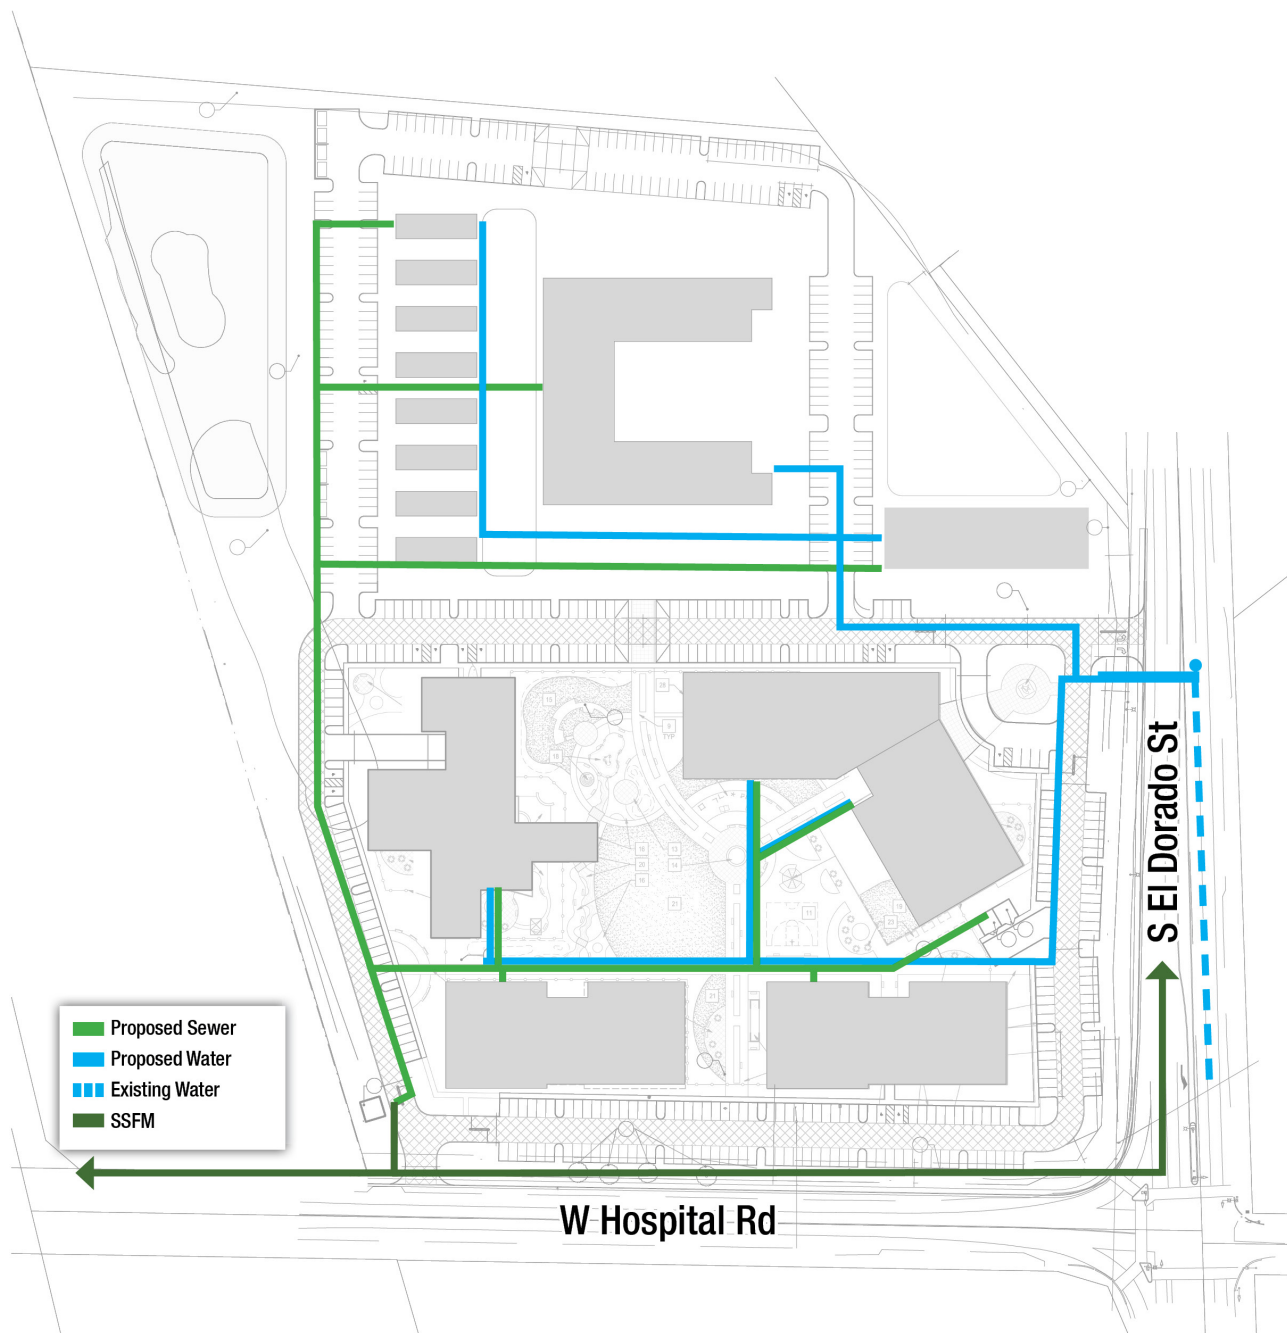 S El Dorado St
Proposed Sewer
Proposed Water
Existing Water
SSFM
W Hospital Rd